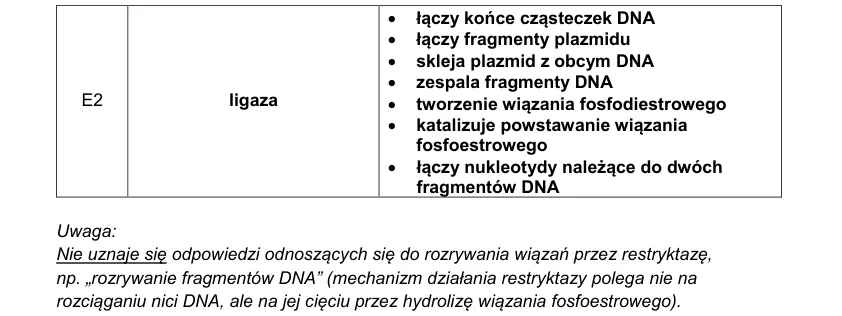 E2
ligaza
• łączy końce cząsteczek DNA
• łączy fragmenty plazmidu
• skleja plazmid z obcym DNA
• zespala fragmenty DNA
• tworzenie wiązania fosfodiestrowego
• katalizuje powstawanie wiązania
fosfoestrowego
• łączy nukleotydy należące do dwóch
fragmentów DNA
Uwaga:
Nie uznaje się odpowiedzi odnoszących się do rozrywania wiązań przez restryktazę,
np. „rozrywanie fragmentów DNA” (mechanizm działania restryktazy polega nie na
rozciąganiu nici DNA, ale na jej cięciu przez hydrolizę wiązania fosfoestrowego).